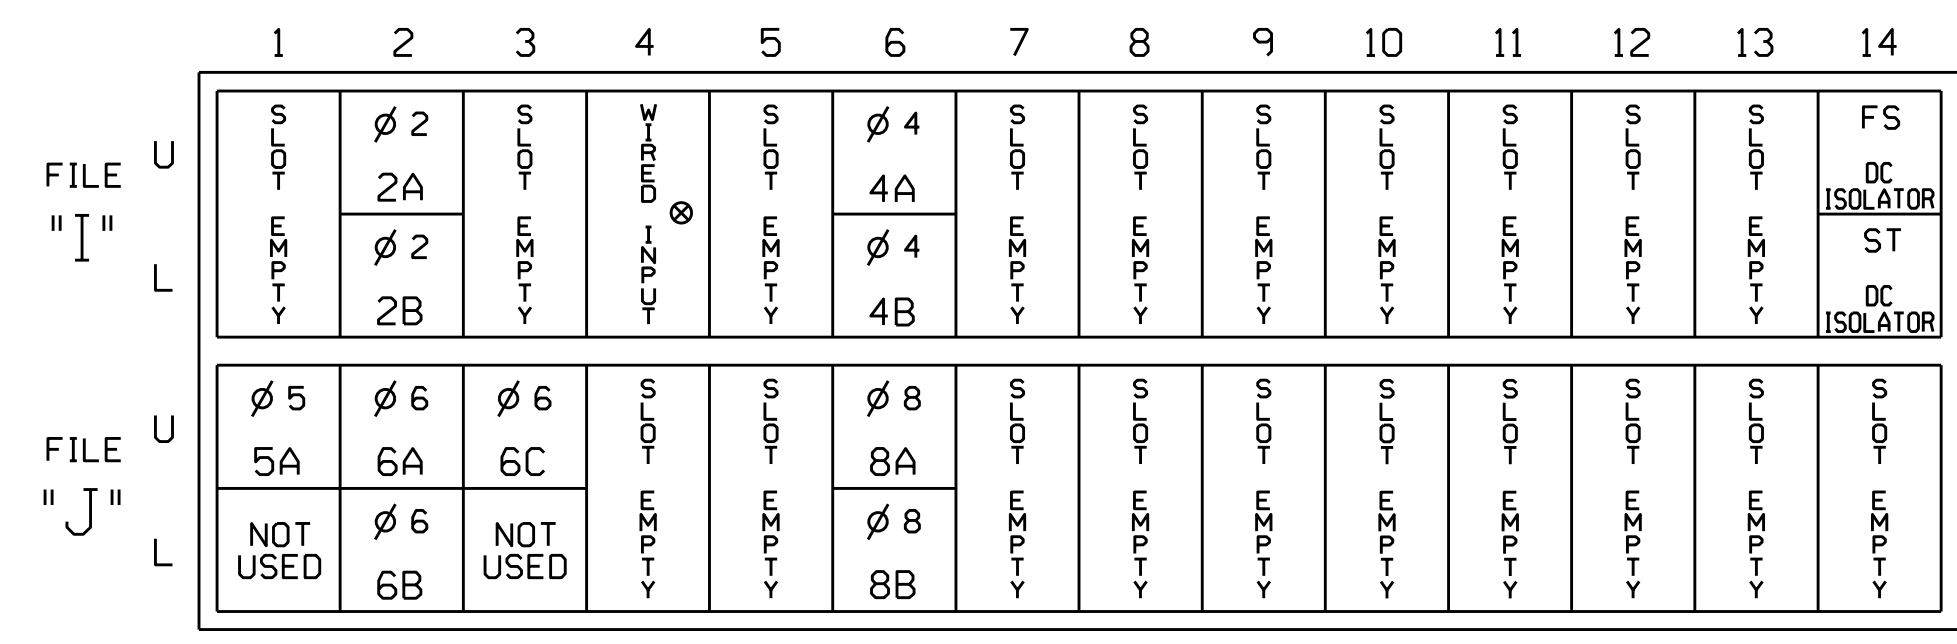 1 2 3 4 5 6 7 8 9 10 11 12 13 14
FILE
"I"
U
L
SLOT EMPTY
Ø 2
2A
Ø 2
2B
SLOT EMPTY
WIRED INPUT
SLOT EMPTY
Ø 4
4A
Ø 4
4B
SLOT EMPTY
SLOT EMPTY
SLOT EMPTY
SLOT EMPTY
SLOT EMPTY
SLOT EMPTY
SLOT EMPTY
FS
DC
ISOLATOR
ST
DC
ISOLATOR
FILE
"J"
U
L
Ø 5
5A
NOT
USED
Ø 6
6A
Ø 6
6B
Ø 6
6C
NOT
USED
SLOT EMPTY
SLOT EMPTY
Ø 8
8A
Ø 8
8B
SLOT EMPTY
SLOT EMPTY
SLOT EMPTY
SLOT EMPTY
SLOT EMPTY
SLOT EMPTY
SLOT EMPTY
SLOT EMPTY